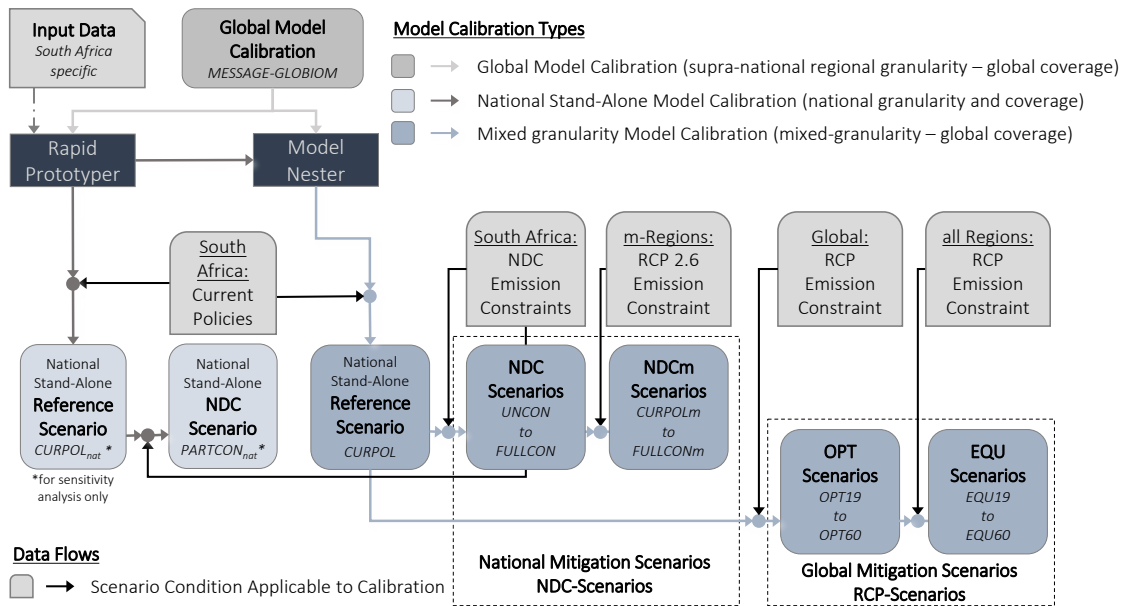 Input Data
South Africa
specific
Global Model
Calibration
MESSAGE-GLOBIOM
Model Calibration Types
Global Model Calibration (supra-national regional granularity – global coverage)
National Stand-Alone Model Calibration (national granularity and coverage)
Mixed granularity Model Calibration (mixed-granularity – global coverage)
Rapid
Prototyper
Model
Nester
South
Africa:
Current
Policies
South Africa:
NDC
Emission
Constraints
m-Regions:
RCP 2.6
Emission
Constraint
Global:
RCP
Emission
Constraint
all Regions:
RCP
Emission
Constraint
National
Stand-Alone
Reference
Scenario
CURPOLnat *
*for sensitivity
analysis only
National
Stand-Alone
NDC
Scenario
PARTCONnat*
National
Stand-Alone
Reference
Scenario
CURPOL
NDC
Scenarios
UNCON
to
FULLCON
NDCm
Scenarios
CURPOLm
to
FULLCONm
OPT
Scenarios
OPT19
to
OPT60
EQU
Scenarios
EQU19
to
EQU60
National Mitigation Scenarios
NDC-Scenarios
Global Mitigation Scenarios
RCP-Scenarios
Data Flows
Scenario Condition Applicable to Calibration